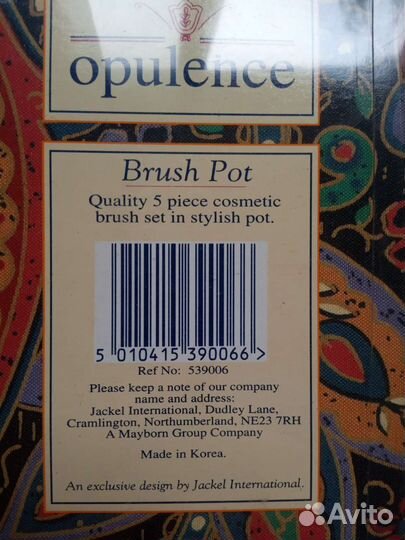 opulence
Brush Pot
Quality 5 piece cosmetic
brush set in stylish pot.
5 010415 390066 >
Ref No: 539006
Please keep a note of our company
name and address:
Jackel International, Dudley Lane,
Cramlington, Northumberland, NE23 7RH
A Mayborn Group Company
Made in Korea.
An exclusive design by Jackel International.
Avito